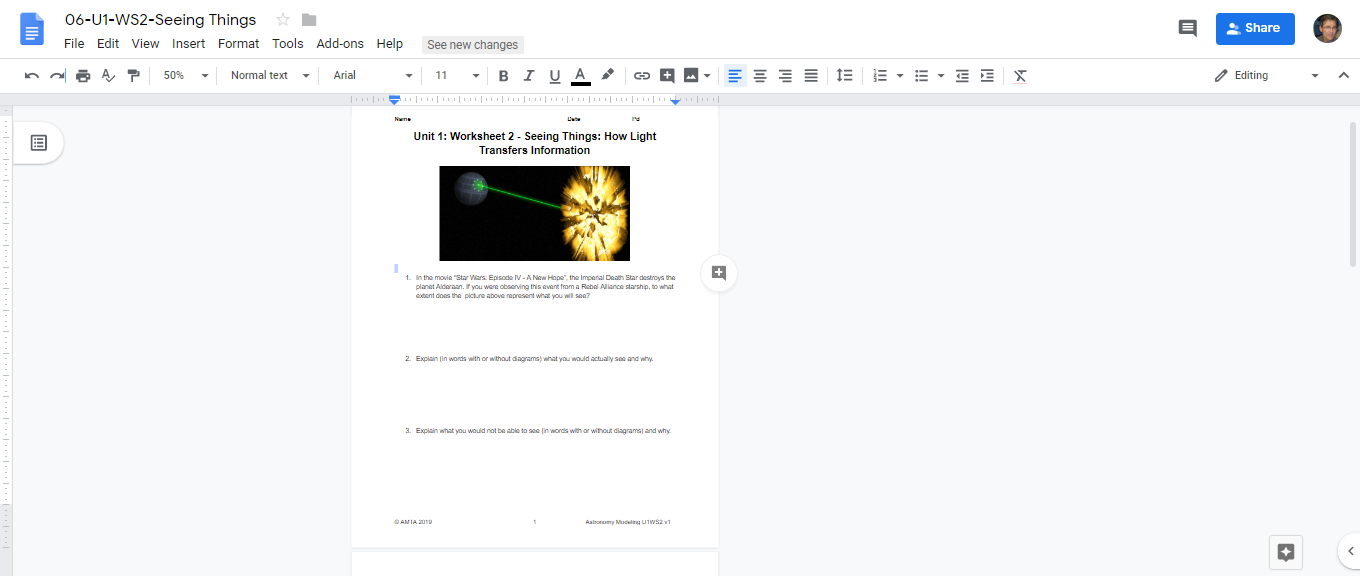 06-U1-WS2-Seeing Things
File Edit View Insert Format Tools Add-ons Help See new changes
Share
50% Normal text Arial 11 B I U A Editing
Name Date Pd
Unit 1: Worksheet 2 - Seeing Things: How Light
Transfers Information
1. In the movie "Star Wars: Episode IV - A New Hope", the Imperial Death Star destroys the
planet Alderaan. If you were observing this event from a Rebel Alliance starship, to what
extent does the picture above represent what you will see?
2. Explain (in words with or without diagrams) what you would actually see and why.
3. Explain what you would not be able to see (in words with or without diagrams) and why.
© AMTA 2019 1 Astronomy Modeling U1WS2 v1